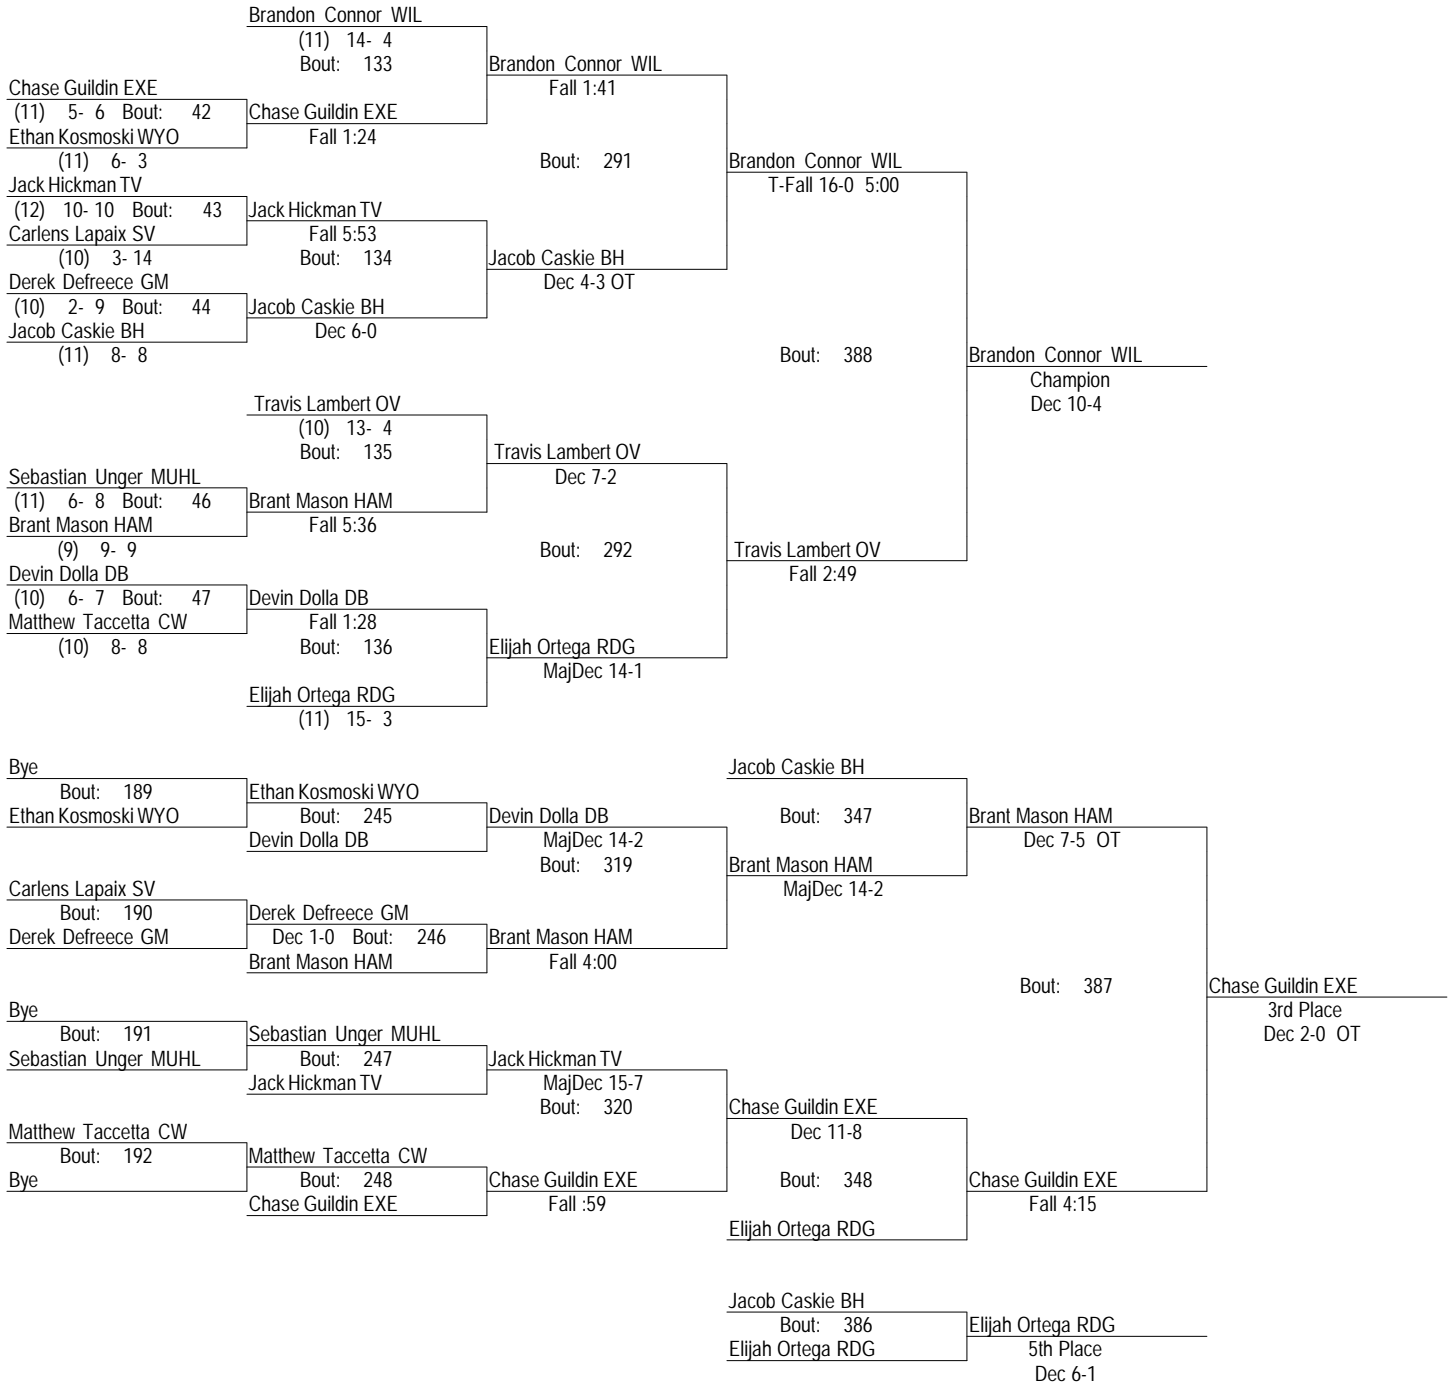 Brandon Connor WIL
(11) 14- 4
Bout: 133
Brandon Connor WIL
Fall 1:41
Chase Guildin EXE
(11) 5- 6 Bout: 42
Chase Guildin EXE
Ethan Kosmoski WYO
Fall 1:24
(11) 6- 3
Bout: 291
Brandon Connor WIL
T-Fall 16-0 5:00
Jack Hickman TV
(12) 10- 10 Bout: 43
Jack Hickman TV
Carlens Lapaix SV
Fall 5:53
(10) 3- 14
Bout: 134
Jacob Caskie BH
Dec 4-3 OT
Derek Defreece GM
(10) 2- 9 Bout: 44
Jacob Caskie BH
Jacob Caskie BH
Dec 6-0
(11) 8- 8
Bout: 388
Brandon Connor WIL
Champion
Dec 10-4
Travis Lambert OV
(10) 13- 4
Bout: 135
Travis Lambert OV
Dec 7-2
Sebastian Unger MUHL
(11) 6- 8 Bout: 46
Brant Mason HAM
Brant Mason HAM
Fall 5:36
(9) 9- 9
Bout: 292
Travis Lambert OV
Fall 2:49
Devin Dolla DB
(10) 6- 7 Bout: 47
Devin Dolla DB
Matthew Taccetta CW
Fall 1:28
(10) 8- 8
Bout: 136
Elijah Ortega RDG
MajDec 14-1
Elijah Ortega RDG
(11) 15- 3
Bye
Bout: 189
Ethan Kosmoski WYO
Ethan Kosmoski WYO
Bout: 245
Devin Dolla DB
Devin Dolla DB
MajDec 14-2
Bout: 319
Jacob Caskie BH
Bout: 347
Brant Mason HAM
MajDec 14-2
Brant Mason HAM
Dec 7-5 OT
Carlens Lapaix SV
Bout: 190
Derek Defreece GM
Derek Defreece GM
Dec 1-0 Bout: 246
Brant Mason HAM
Brant Mason HAM
Fall 4:00
Bout: 387
Chase Guildin EXE
3rd Place
Dec 2-0 OT
Bye
Bout: 191
Sebastian Unger MUHL
Sebastian Unger MUHL
Bout: 247
Jack Hickman TV
Jack Hickman TV
MajDec 15-7
Bout: 320
Chase Guildin EXE
Dec 11-8
Matthew Taccetta CW
Bout: 192
Bye
Matthew Taccetta CW
Bout: 248
Chase Guildin EXE
Chase Guildin EXE
Fall :59
Bout: 348
Chase Guildin EXE
Fall 4:15
Elijah Ortega RDG
Jacob Caskie BH
Bout: 386
Elijah Ortega RDG
Elijah Ortega RDG
5th Place
Dec 6-1